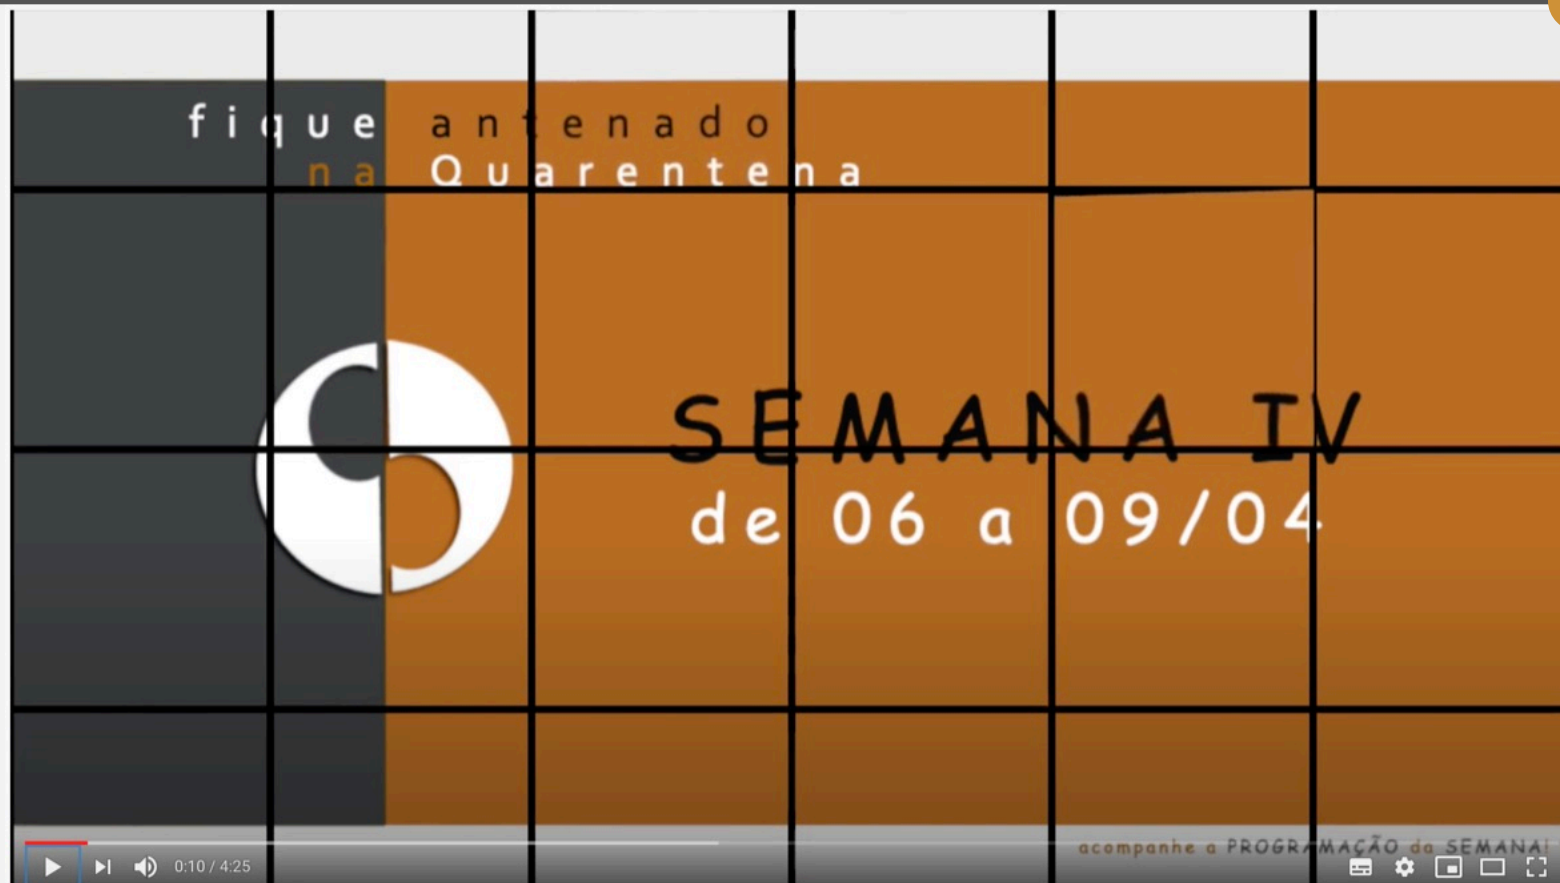 fique antenado
na Quarentena
SEMANA IV
de 06 a 09/04
acompanhe a PROGRAMAÇÃO da SEMANA!
0:10 / 4:25